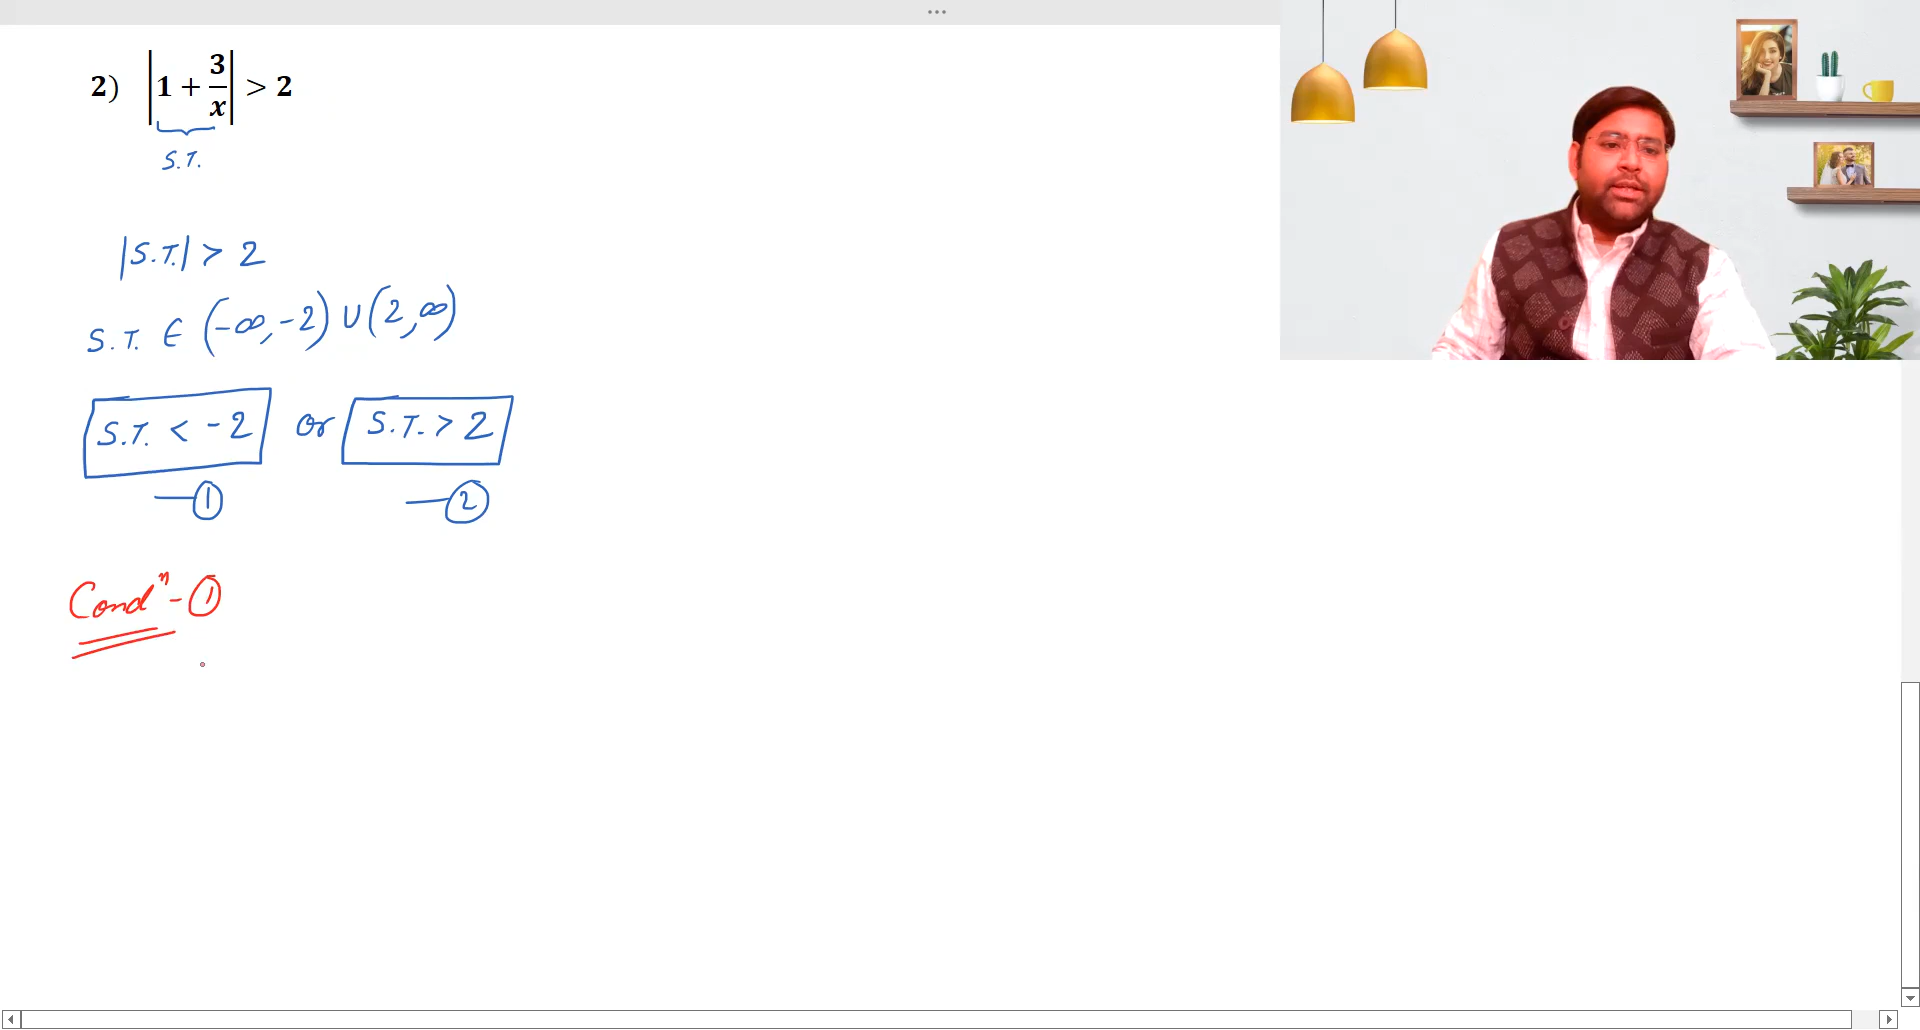 2) |1 + 3/x| > 2
S.T.
|S.T.| > 2
S.T. ∈ (-∞, -2) ∪ (2, ∞)
S.T. < -2 or S.T. > 2
—① —②
Condⁿ - ①